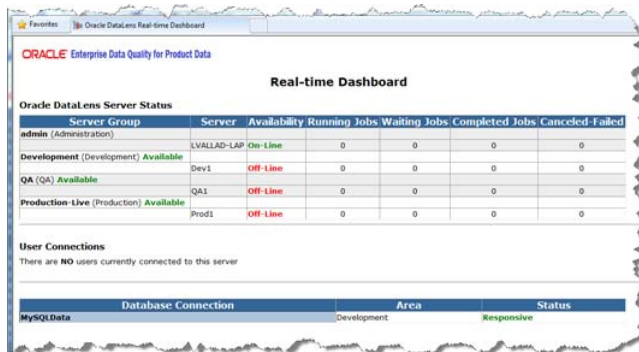 Favorites Oracle DataLens Real-time Dashboard
ORACLE Enterprise Data Quality for Product Data
Real-time Dashboard
Oracle DataLens Server Status
Server Group Server Availability Running Jobs Waiting Jobs Completed Jobs Canceled-Failed
admin (Administration)
LVALLAD-LAP On-Line 0 0 0 0
Development (Development) Available
Dev1 Off-Line 0 0 0 0
QA (QA) Available
QA1 Off-Line 0 0 0 0
Production-Live (Production) Available
Prod1 Off-Line 0 0 0 0
User Connections
There are NO users currently connected to this server
Database Connection Area Status
MySQLData Development Responsive